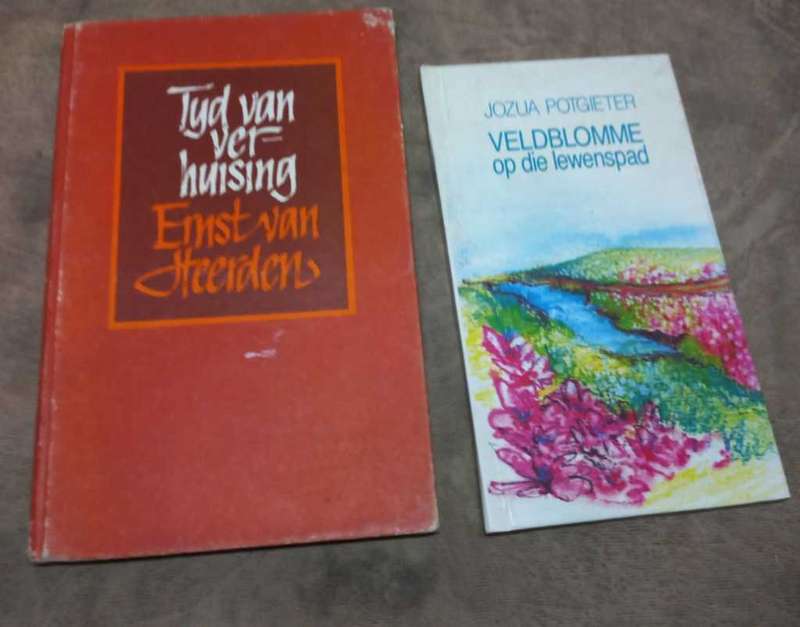 Tyd van
ver=
huising
Ernst van
Heerden
JOZUA POTGIETER
VELDBLOMME
op die lewenspad